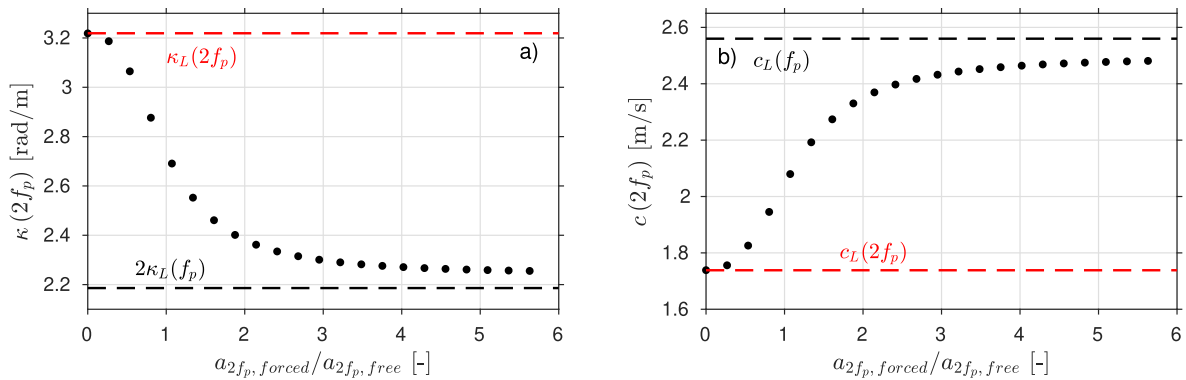 3.2
3
2.8
2.6
2.4
2.2
κ (2f_p) [rad/m]
κ_L(2f_p)
a)
2κ_L(f_p)
0 1 2 3 4 5 6
a_{2f_p, forced}/a_{2f_p, free} [-]
2.6
2.4
2.2
2
1.8
1.6
c (2f_p) [m/s]
b)
c_L(f_p)
c_L(2f_p)
0 1 2 3 4 5 6
a_{2f_p, forced}/a_{2f_p, free} [-]